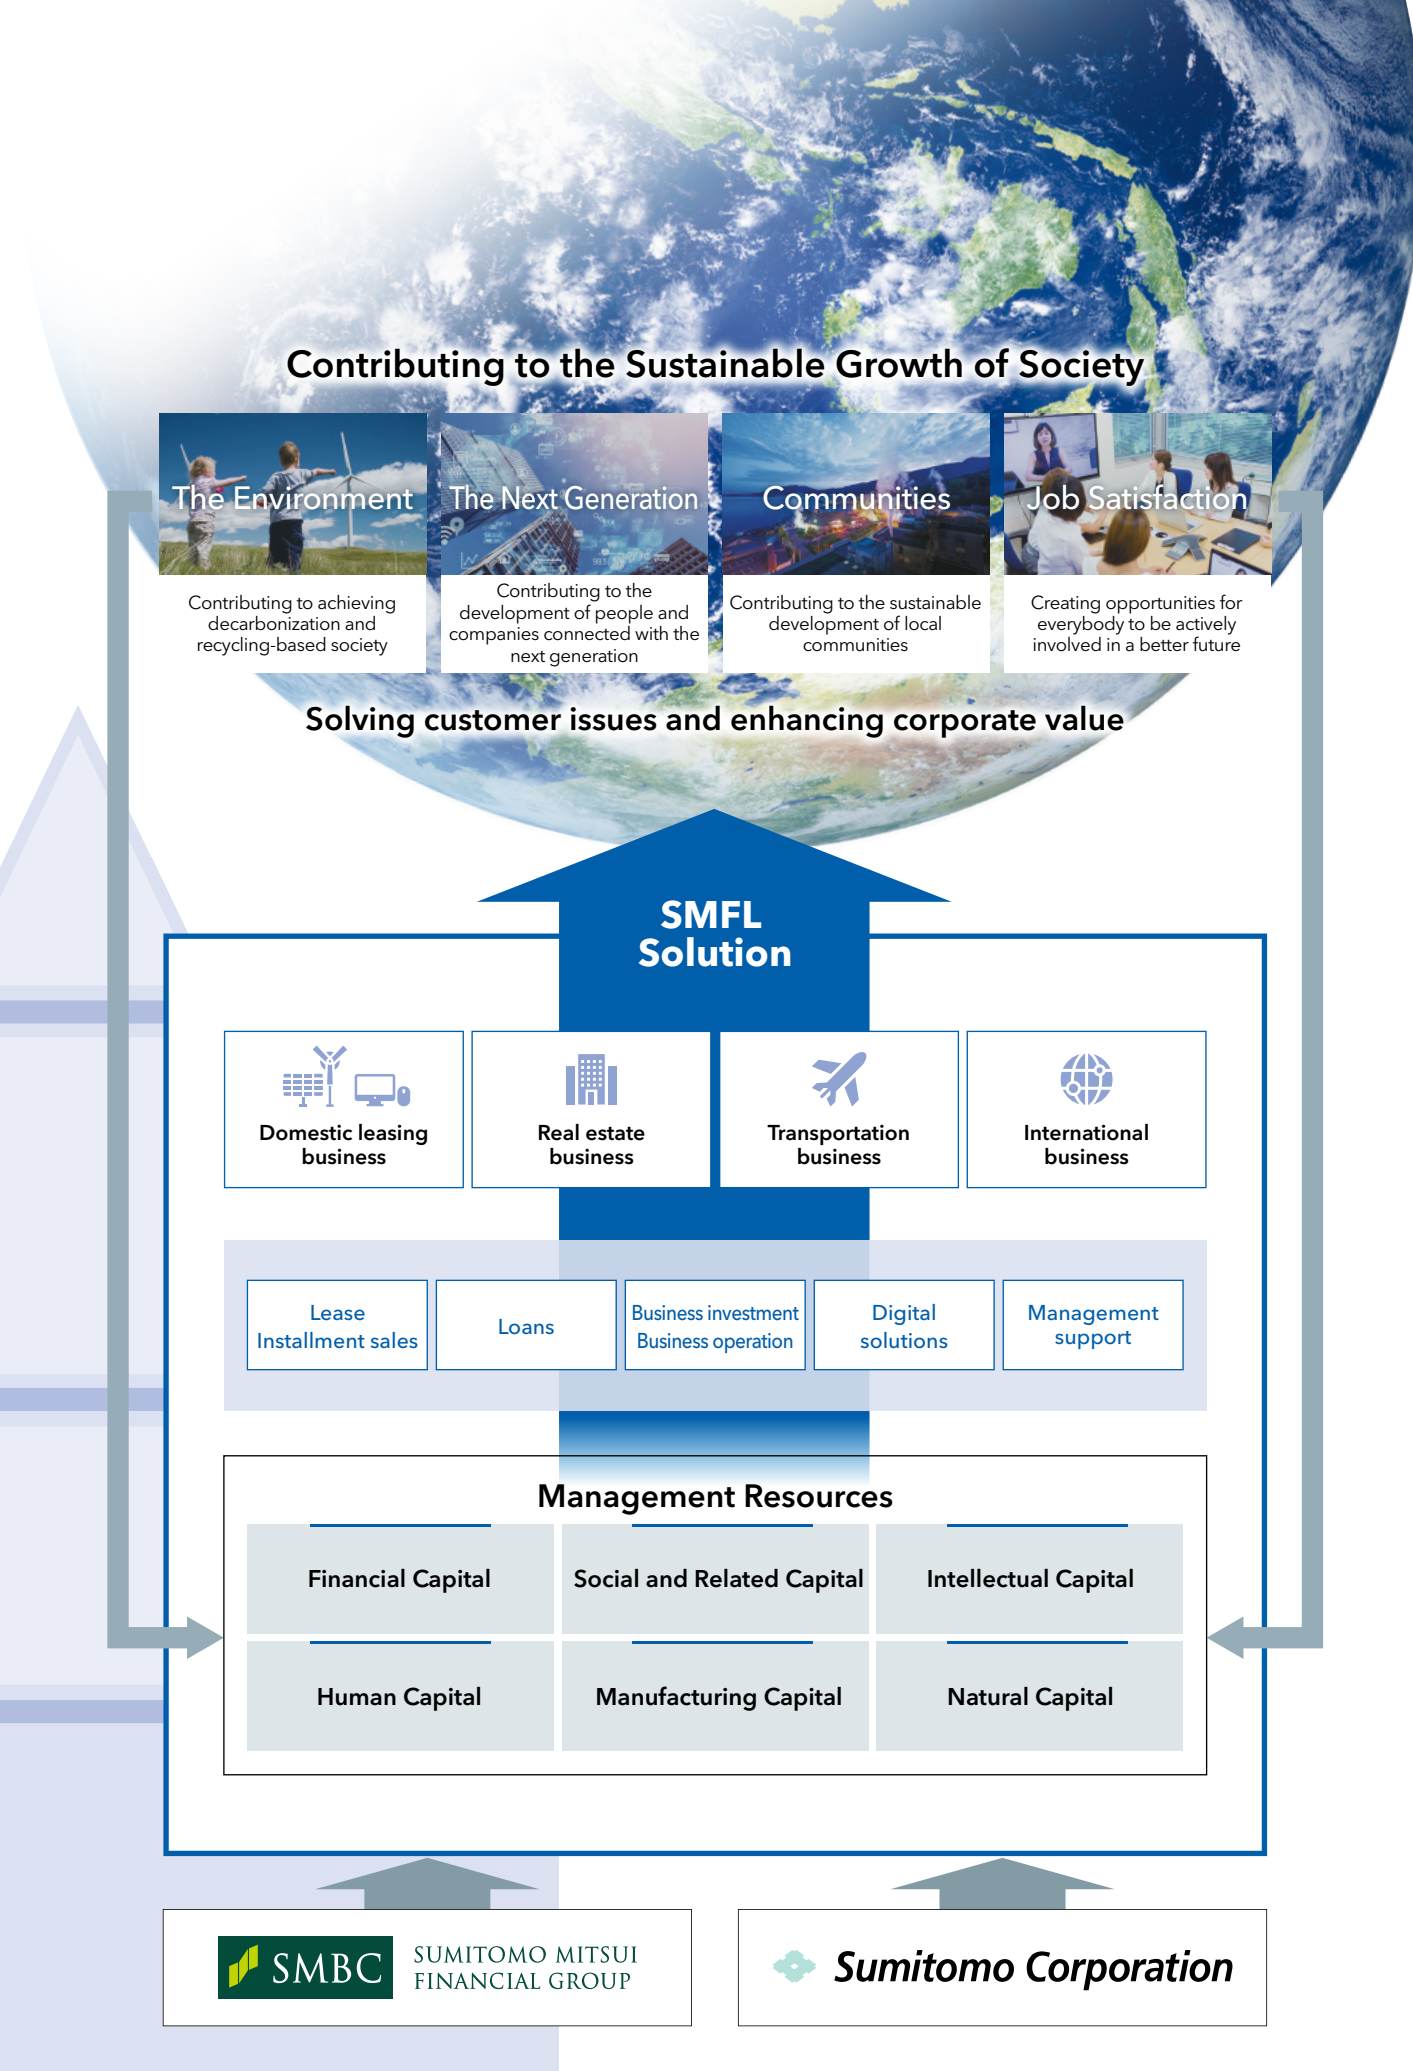 Contributing to the Sustainable Growth of Society
The Environment
Contributing to achieving
decarbonization and
recycling-based society
The Next Generation
Contributing to the
development of people and
companies connected with the
next generation
Communities
Contributing to the sustainable
development of local
communities
Job Satisfaction
Creating opportunities for
everybody to be actively
involved in a better future
Solving customer issues and enhancing corporate value
SMFL
Solution
Domestic leasing
business
Real estate
business
Transportation
business
International
business
Lease
Installment sales
Loans
Business investment
Business operation
Digital
solutions
Management
support
Management Resources
Financial Capital
Social and Related Capital
Intellectual Capital
Human Capital
Manufacturing Capital
Natural Capital
SMBC
SUMITOMO MITSUI
FINANCIAL GROUP
Sumitomo Corporation